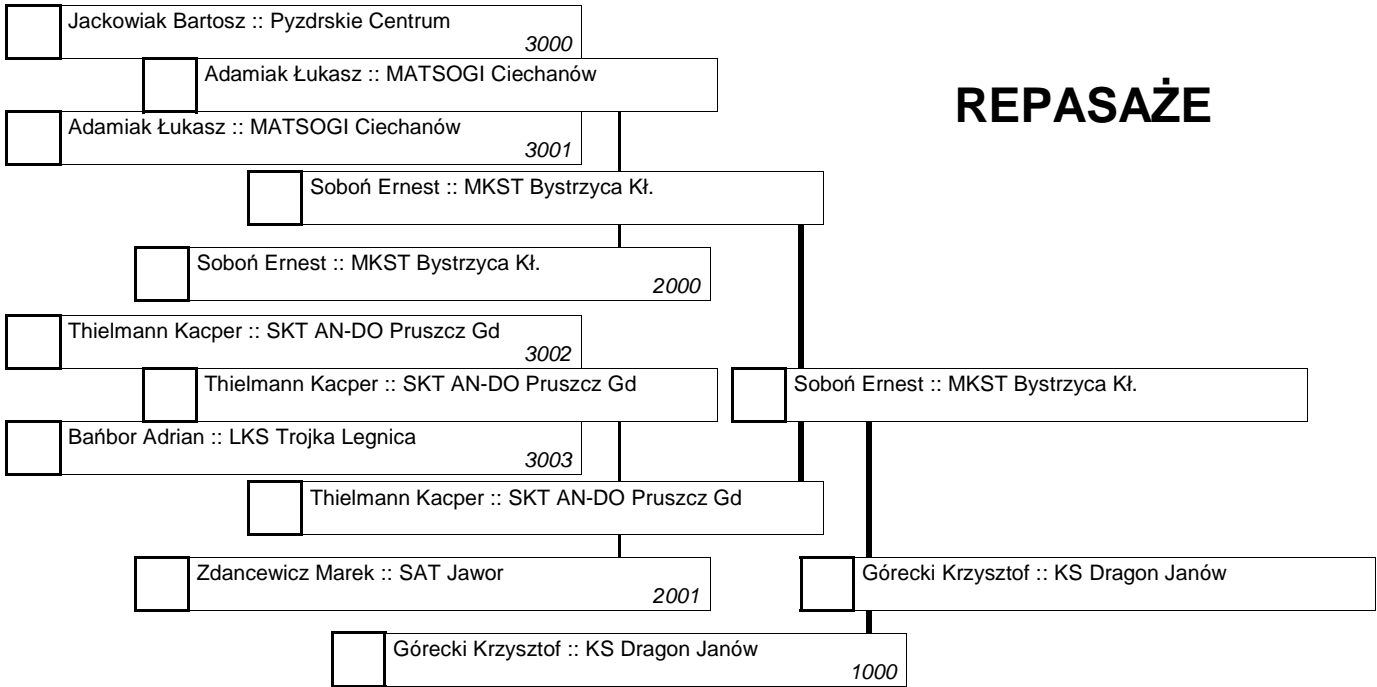 Jackowiak Bartosz :: Pyzdrskie Centrum
3000
Adamiak Łukasz :: MATSOGI Ciechanów
REPASAŻE
Adamiak Łukasz :: MATSOGI Ciechanów
3001
Soboń Ernest :: MKST Bystrzyca Kł.
Soboń Ernest :: MKST Bystrzyca Kł.
2000
Thielmann Kacper :: SKT AN-DO Pruszcz Gd
3002
Thielmann Kacper :: SKT AN-DO Pruszcz Gd
Soboń Ernest :: MKST Bystrzyca Kł.
Bańbor Adrian :: LKS Trojka Legnica
3003
Thielmann Kacper :: SKT AN-DO Pruszcz Gd
Zdancewicz Marek :: SAT Jawor
2001
Górecki Krzysztof :: KS Dragon Janów
Górecki Krzysztof :: KS Dragon Janów
1000